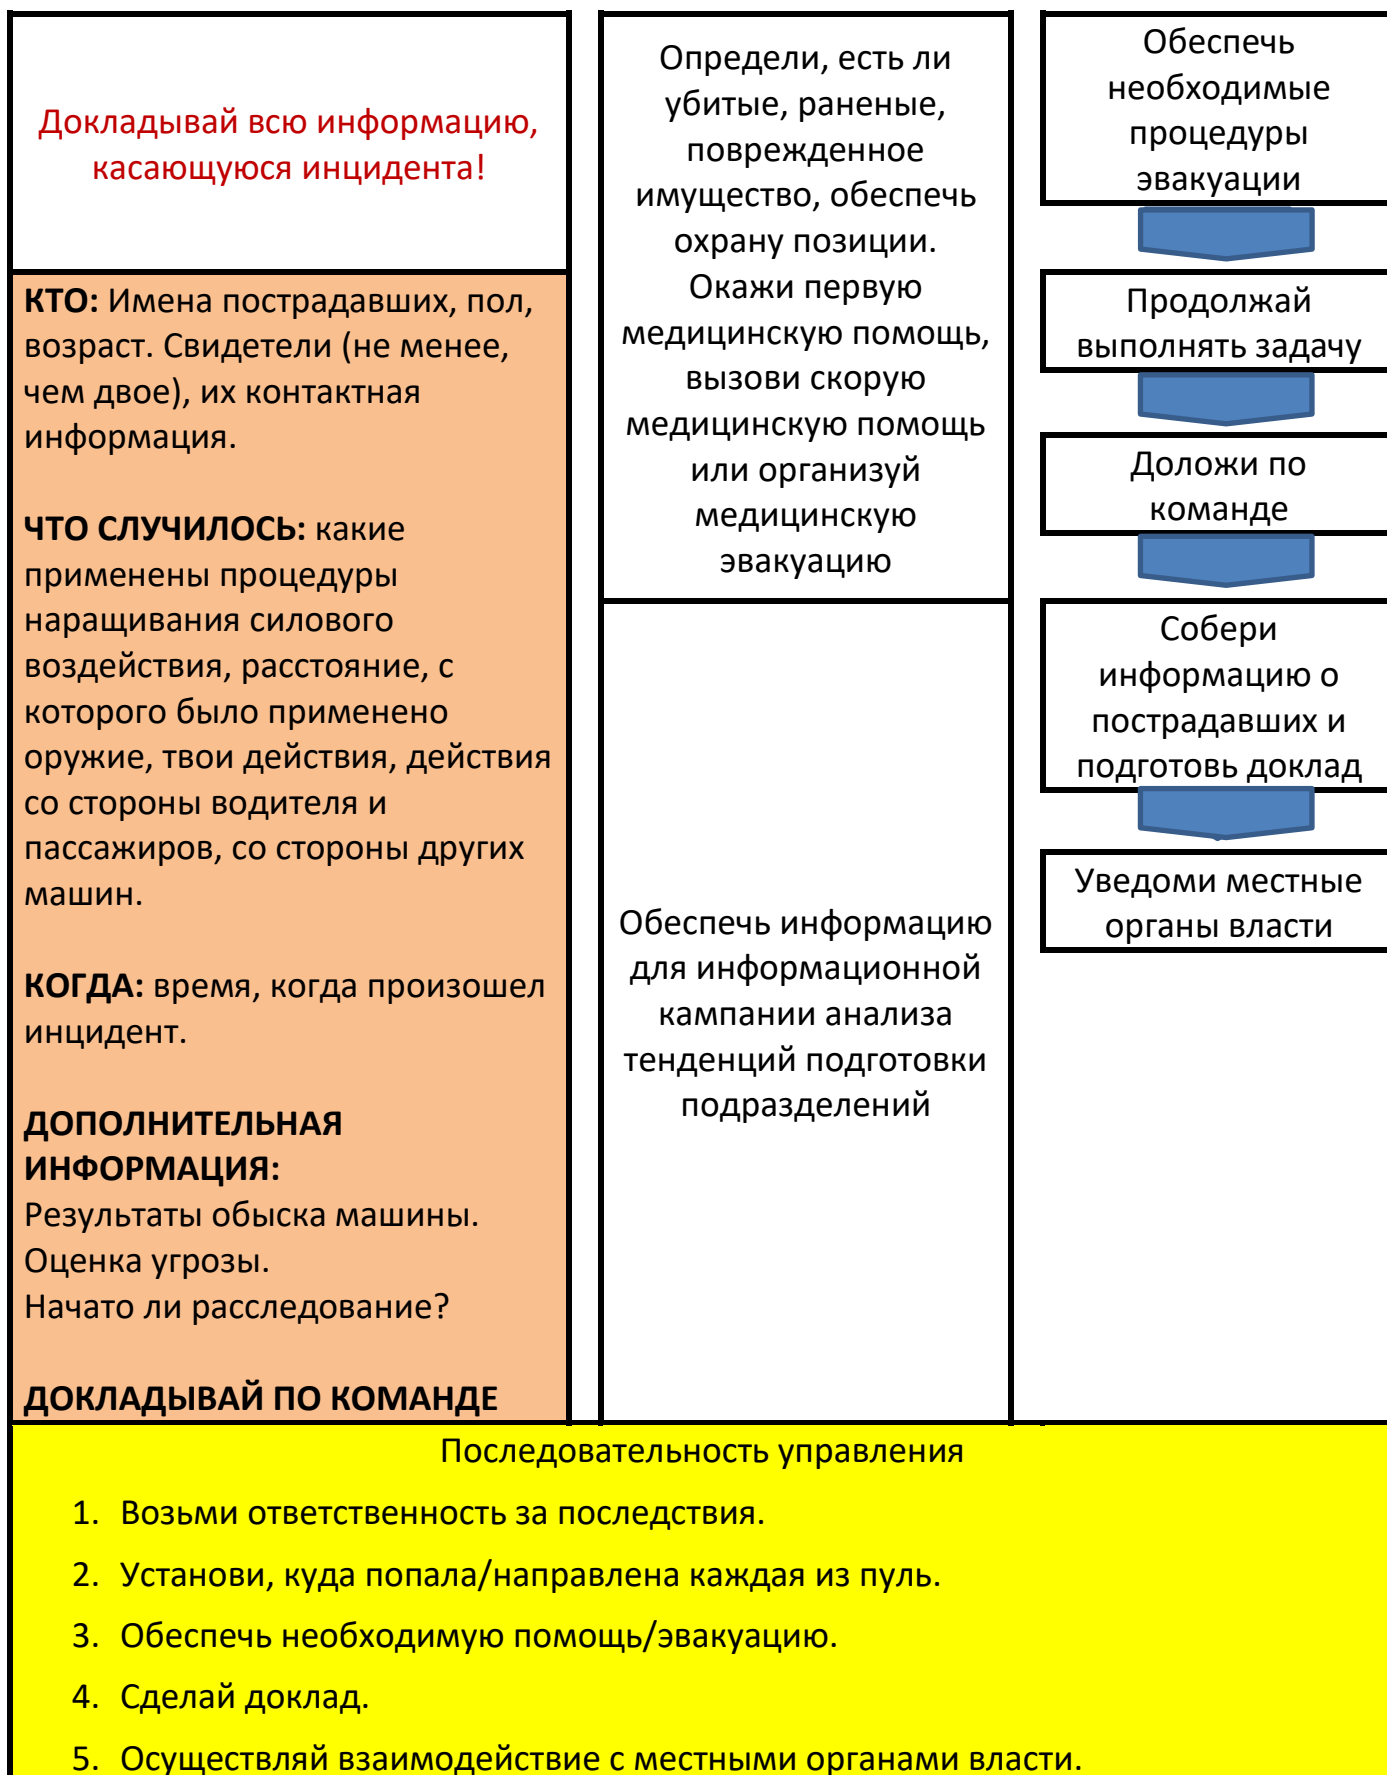 Докладывай всю информацию,
касающуюся инцидента!
КТО: Имена пострадавших, пол,
возраст. Свидетели (не менее,
чем двое), их контактная
информация.
ЧТО СЛУЧИЛОСЬ: какие
применены процедуры
наращивания силового
воздействия, расстояние, с
которого было применено
оружие, твои действия, действия
со стороны водителя и
пассажиров, со стороны других
машин.
КОГДА: время, когда произошел
инцидент.
ДОПОЛНИТЕЛЬНАЯ
ИНФОРМАЦИЯ:
Результаты обыска машины.
Оценка угрозы.
Начато ли расследование?
ДОКЛАДЫВАЙ ПО КОМАНДЕ
Определи, есть ли
убитые, раненые,
поврежденное
имущество, обеспечь
охрану позиции.
Окажи первую
медицинскую помощь,
вызови скорую
медицинскую помощь
или организуй
медицинскую
эвакуацию
Обеспечь информацию
для информационной
кампании анализа
тенденций подготовки
подразделений
Обеспечь
необходимые
процедуры
эвакуации
Продолжай
выполнять задачу
Доложи по
команде
Собери
информацию о
пострадавших и
подготовь доклад
Уведоми местные
органы власти
Последовательность управления
1. Возьми ответственность за последствия.
2. Установи, куда попала/направлена каждая из пуль.
3. Обеспечь необходимую помощь/эвакуацию.
4. Сделай доклад.
5. Осуществляй взаимодействие с местными органами власти.